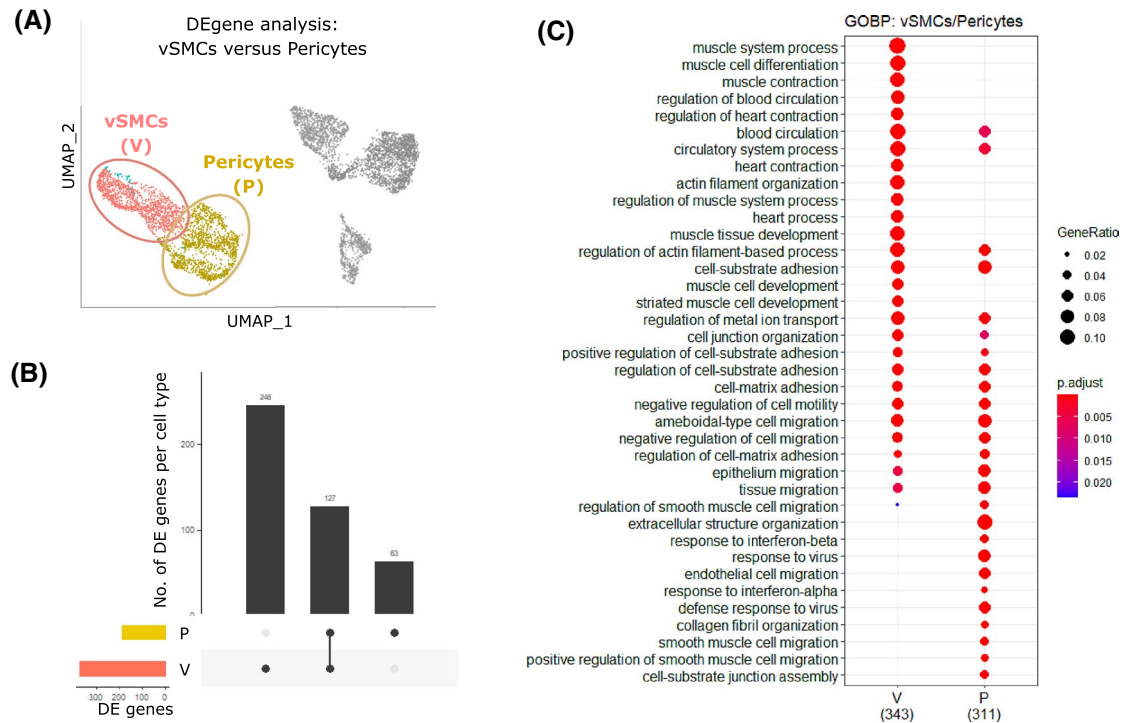 (A)
DEgene analysis:
vSMCs versus Pericytes
UMAP_2
vSMCs
(V)
Pericytes
(P)
UMAP_1
(B)
No. of DE genes per cell type
200
100
0
246
127
63
P
V
300 200 100 0
DE genes
(C)
GOBP: vSMCs/Pericytes
muscle system process
muscle cell differentiation
muscle contraction
regulation of blood circulation
regulation of heart contraction
blood circulation
circulatory system process
heart contraction
actin filament organization
regulation of muscle system process
heart process
muscle tissue development
regulation of actin filament-based process
cell-substrate adhesion
muscle cell development
striated muscle cell development
regulation of metal ion transport
cell junction organization
positive regulation of cell-substrate adhesion
regulation of cell-substrate adhesion
cell-matrix adhesion
negative regulation of cell motility
ameboidal-type cell migration
negative regulation of cell migration
regulation of cell-matrix adhesion
epithelium migration
tissue migration
regulation of smooth muscle cell migration
extracellular structure organization
response to interferon-beta
response to virus
endothelial cell migration
response to interferon-alpha
defense response to virus
collagen fibril organization
smooth muscle cell migration
positive regulation of smooth muscle cell migration
cell-substrate junction assembly
V P
(343) (311)
GeneRatio
0.02
0.04
0.06
0.08
0.10
p.adjust
0.005
0.010
0.015
0.020